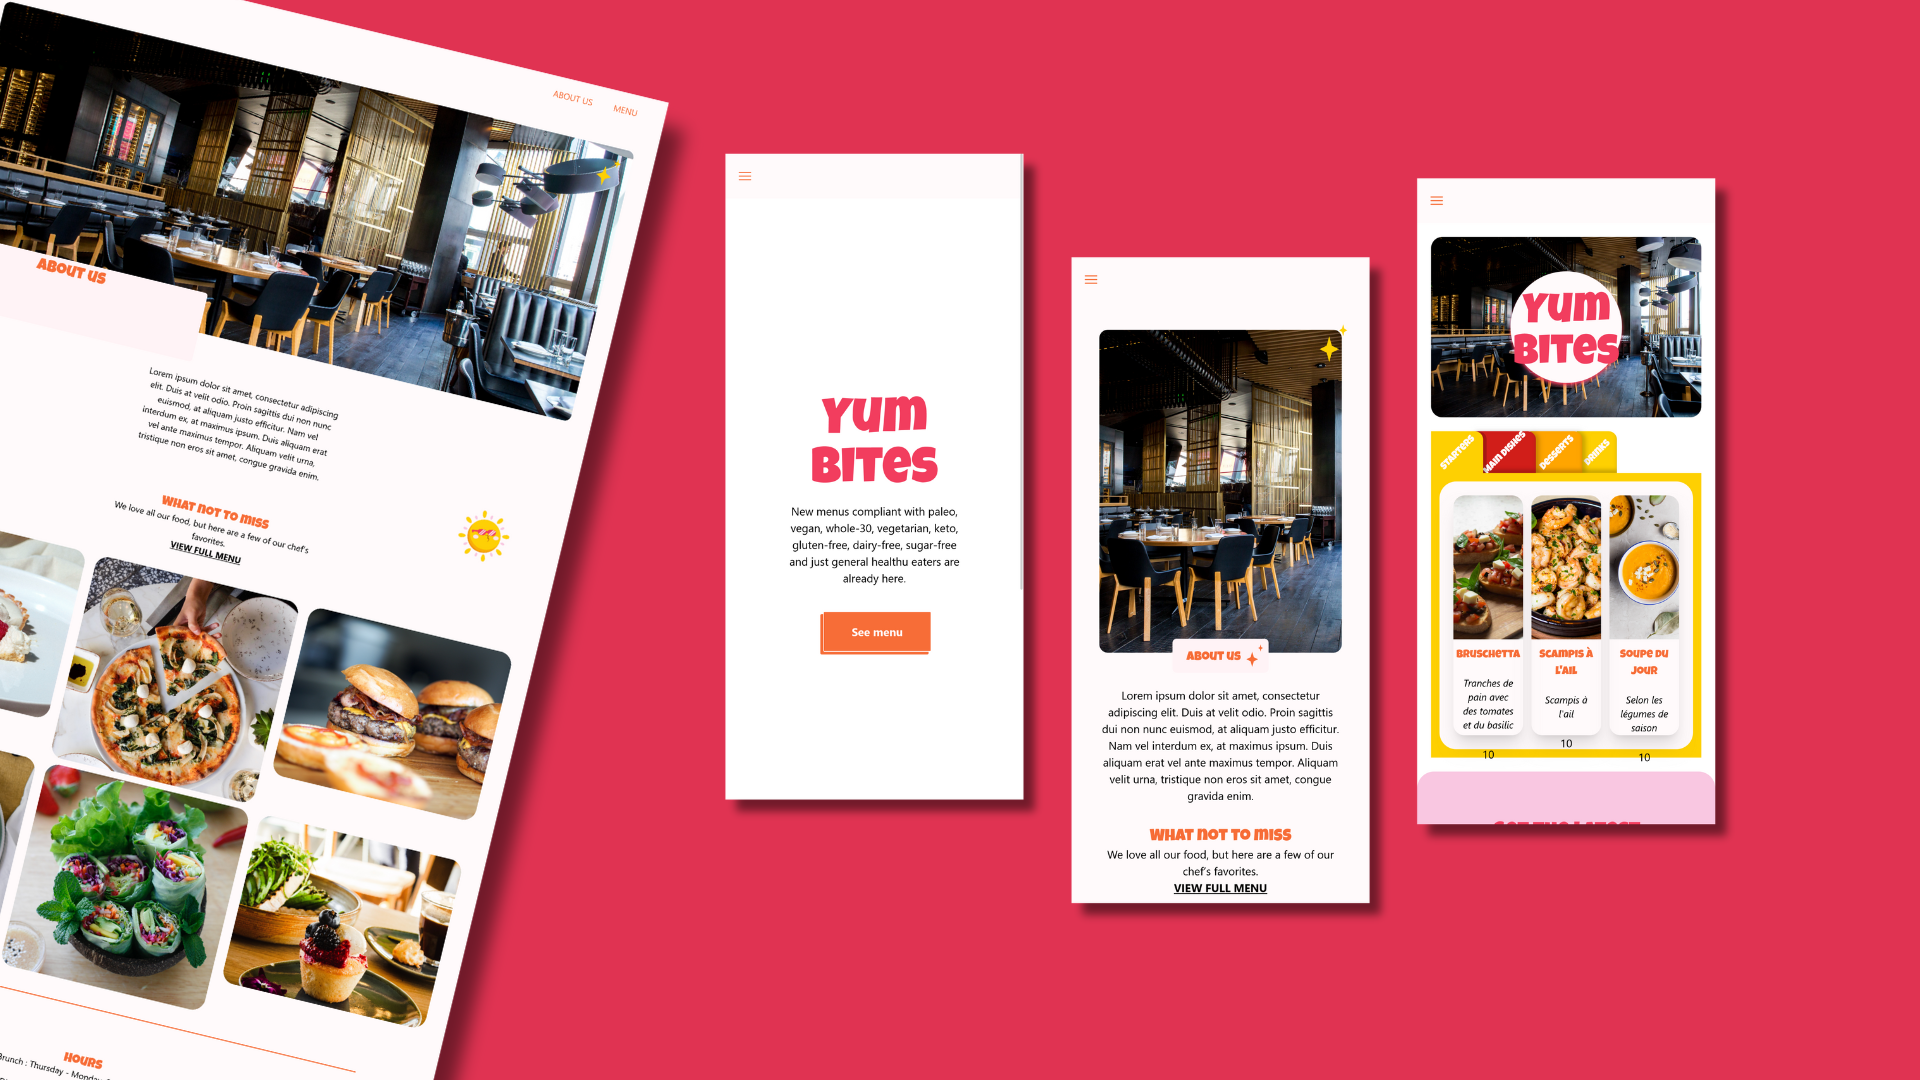 ABOUT US
MENU
ABOUT US
Lorem ipsum dolor sit amet, consectetur adipiscing
elit. Duis at velit odio. Proin sagittis dui non nunc
euismod, at aliquam justo efficitur. Nam vel
interdum ex, at maximus ipsum. Duis aliquam erat
vel ante maximus tempor. Aliquam velit urna,
tristique non eros sit amet, congue gravida enim.
WHAT NOT TO MISS
We love all our food, but here are a few of our chef's
favorites.
VIEW FULL MENU
HOURS
Brunch : Thursday - Monday
YUM
BITES
New menus compliant with paleo,
vegan, whole-30, vegetarian, keto,
gluten-free, dairy-free, sugar-free
and just general healthu eaters are
already here.
See menu
ABOUT US
Lorem ipsum dolor sit amet, consectetur
adipiscing elit. Duis at velit odio. Proin sagittis
dui non nunc euismod, at aliquam justo efficitur.
Nam vel interdum ex, at maximus ipsum. Duis
aliquam erat vel ante maximus tempor. Aliquam
velit urna, tristique non eros sit amet, congue
gravida enim.
WHAT NOT TO MISS
We love all our food, but here are a few of our
chef's favorites.
VIEW FULL MENU
YUM
BITES
STARTERS
MAIN DISHES
DESSERTS
DRINKS
BRUSCHETTA
Tranches de
pain avec
des tomates
et du basilic
10
SCAMPIS À
L'AIL
Scampis à
l'ail
10
SOUPE DU
JOUR
Selon les
légumes de
saison
10
GET THE LATEST